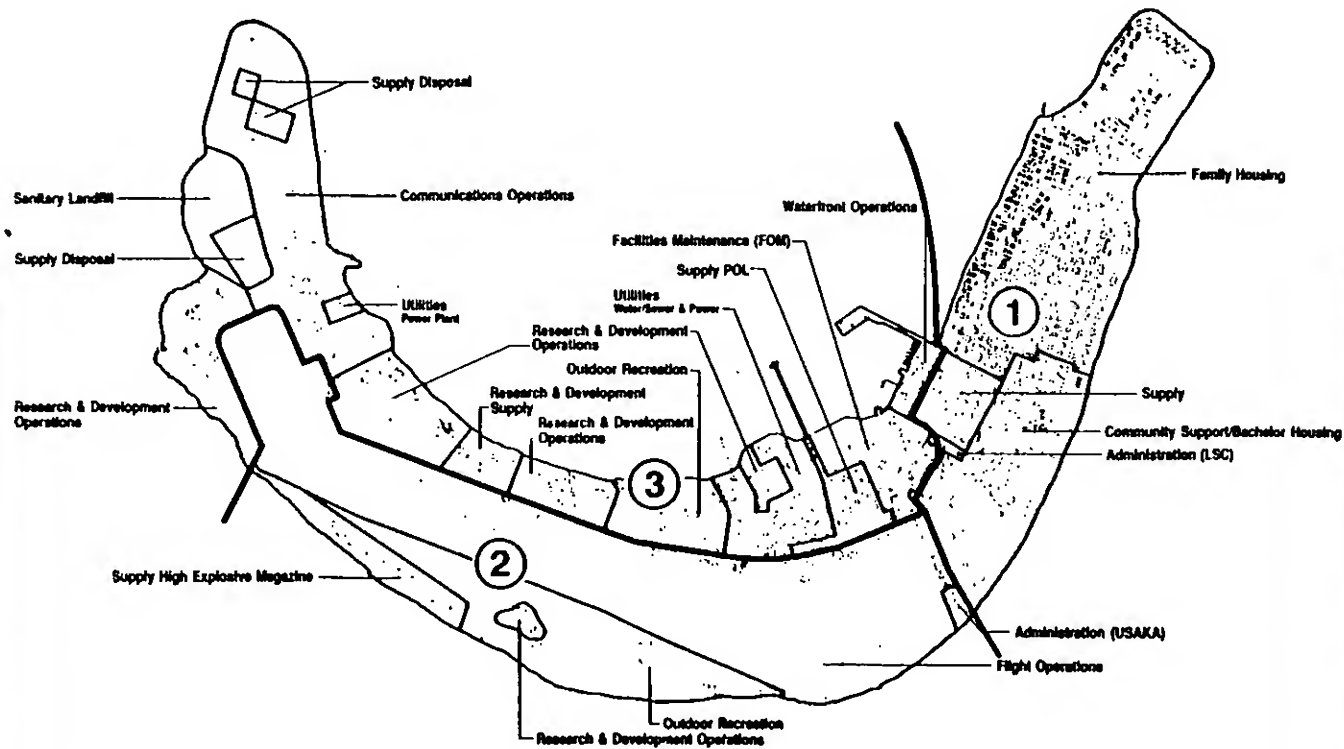 Supply Disposal
Sanitary Landfill
Communications Operations
Family Housing
Waterfront Operations
Facilities Maintenance (FOM)
Supply Disposal
Supply POL
Utilities
Power Plant
Utilities
Water/Sewer & Power
1
Research & Development
Operations
Outdoor Recreation
Research & Development
Operations
Research & Development
Supply
Supply
Research & Development
Operations
Community Support/Bachelor Housing
Administration (LSC)
3
2
Supply High Explosive Magazine
Administration (USAKA)
Flight Operations
Outdoor Recreation
Research & Development Operations